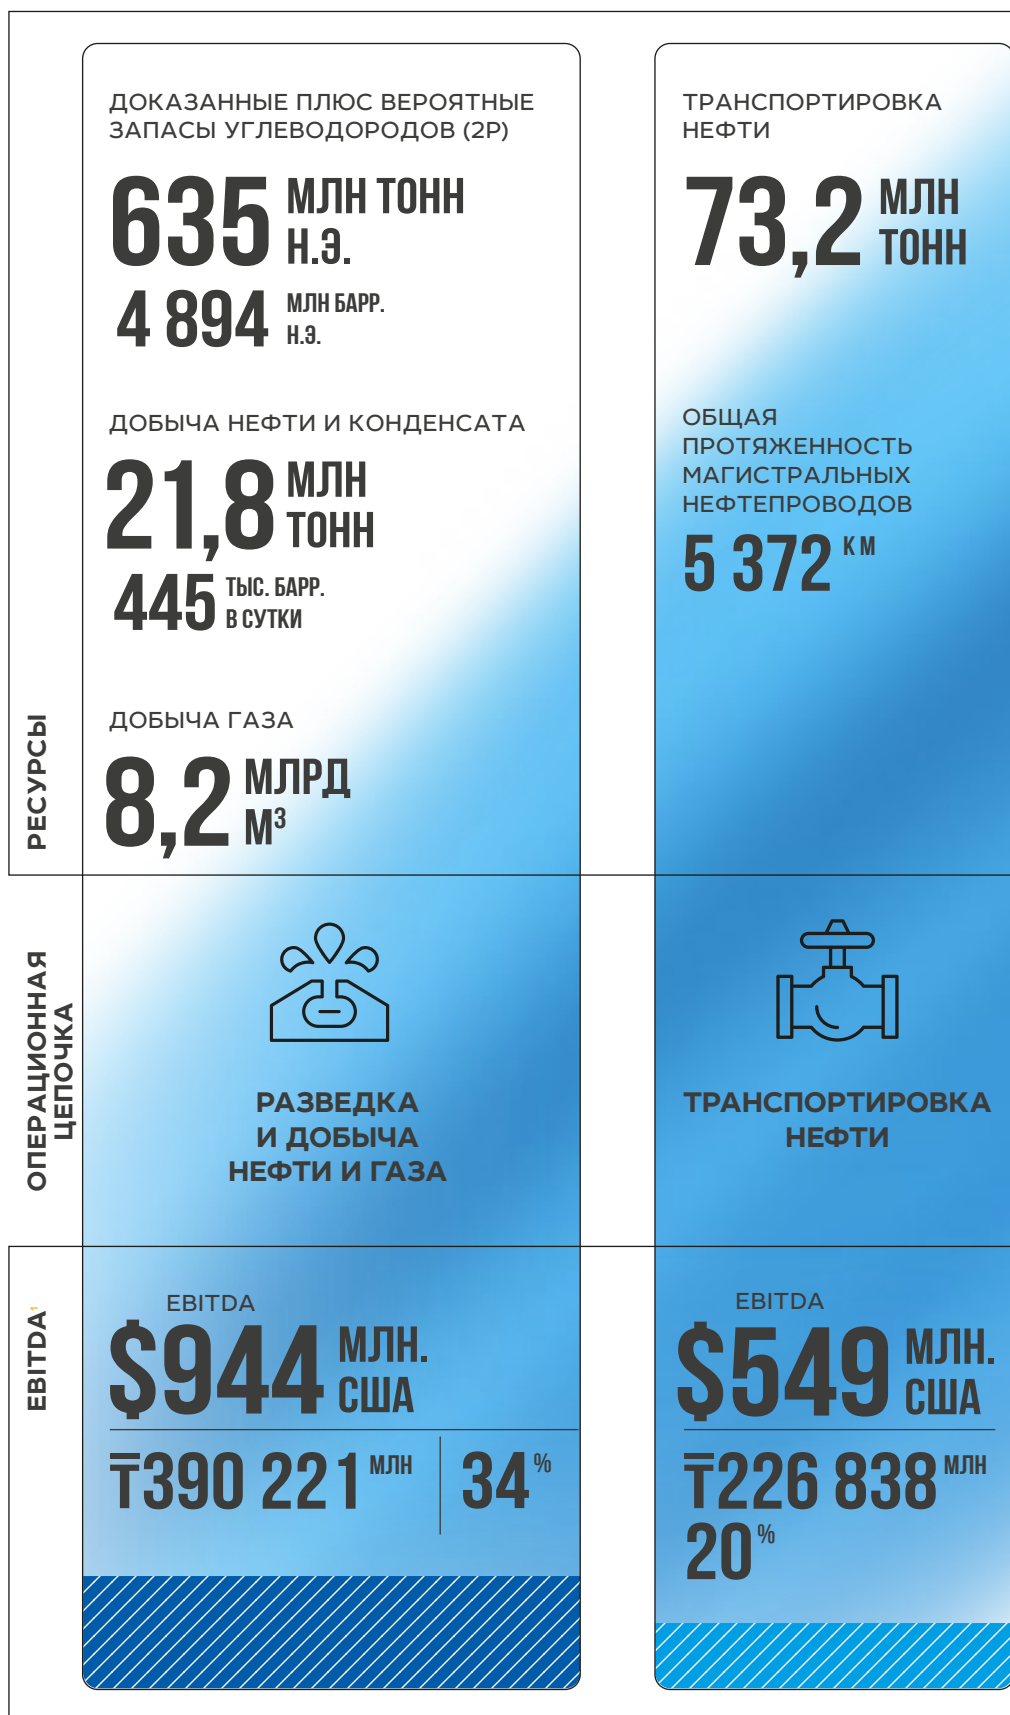 ДОКАЗАННЫЕ ПЛЮС ВЕРОЯТНЫЕ
ЗАПАСЫ УГЛЕВОДОРОДОВ (2P)
635 МЛН ТОНН
Н.Э.
4 894 МЛН БАРР.
Н.Э.
ДОБЫЧА НЕФТИ И КОНДЕНСАТА
21,8 МЛН
ТОНН
445 ТЫС. БАРР.
В СУТКИ
ДОБЫЧА ГАЗА
8,2 МЛРД
М³
ТРАНСПОРТИРОВКА
НЕФТИ
73,2 МЛН
ТОНН
ОБЩАЯ
ПРОТЯЖЕННОСТЬ
МАГИСТРАЛЬНЫХ
НЕФТЕПРОВОДОВ
5 372 КМ
РЕСУРСЫ
ОПЕРАЦИОННАЯ
ЦЕПОЧКА
РАЗВЕДКА
И ДОБЫЧА
НЕФТИ И ГАЗА
ТРАНСПОРТИРОВКА
НЕФТИ
EBITDA¹
EBITDA
$944 МЛН.
США
₸390 221 МЛН
34%
EBITDA
$549 МЛН.
США
₸226 838 МЛН
20%